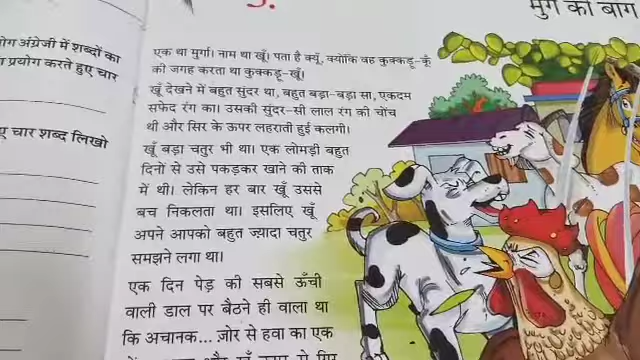 मुर्गे की बांग
योग अंग्रेजी में शब्दों का
प्रयोग करते हुए चार
ए चार शब्द लिखो
एक था मुर्गा। नाम था खूँ। पता है क्यूँ, क्योंकि वह कुक्कड़ू-कूँ
की जगह करता था कुक्कड़ू-खूँ।
खूँ देखने में बहुत सुंदर था, बहुत बड़ा-बड़ा सा, एकदम
सफेद रंग का। उसकी सुंदर-सी लाल रंग की चोंच
थी और सिर के ऊपर लहराती हुई कलगी।
खूँ बड़ा चतुर भी था। एक लोमड़ी बहुत
दिनों से उसे पकड़कर खाने की ताक
में थी। लेकिन हर बार खूँ उससे
बच निकलता था। इसलिए खूँ
अपने आपको बहुत ज़्यादा चतुर
समझने लगा था।
एक दिन पेड़ की सबसे ऊँची
वाली डाल पर बैठने ही वाला था
कि अचानक... ज़ोर से हवा का एक